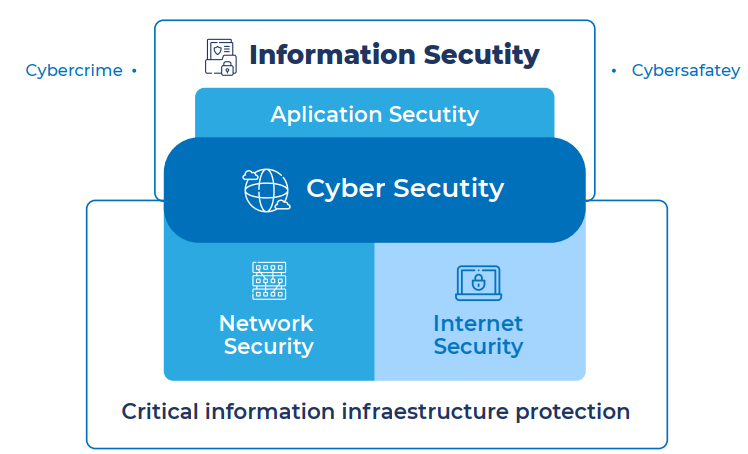 Information Secutity
Cybercrime •
• Cybersafatey
Aplication Secutity
Cyber Secutity
Network
Security
Internet
Security
Critical information infraestructure protection